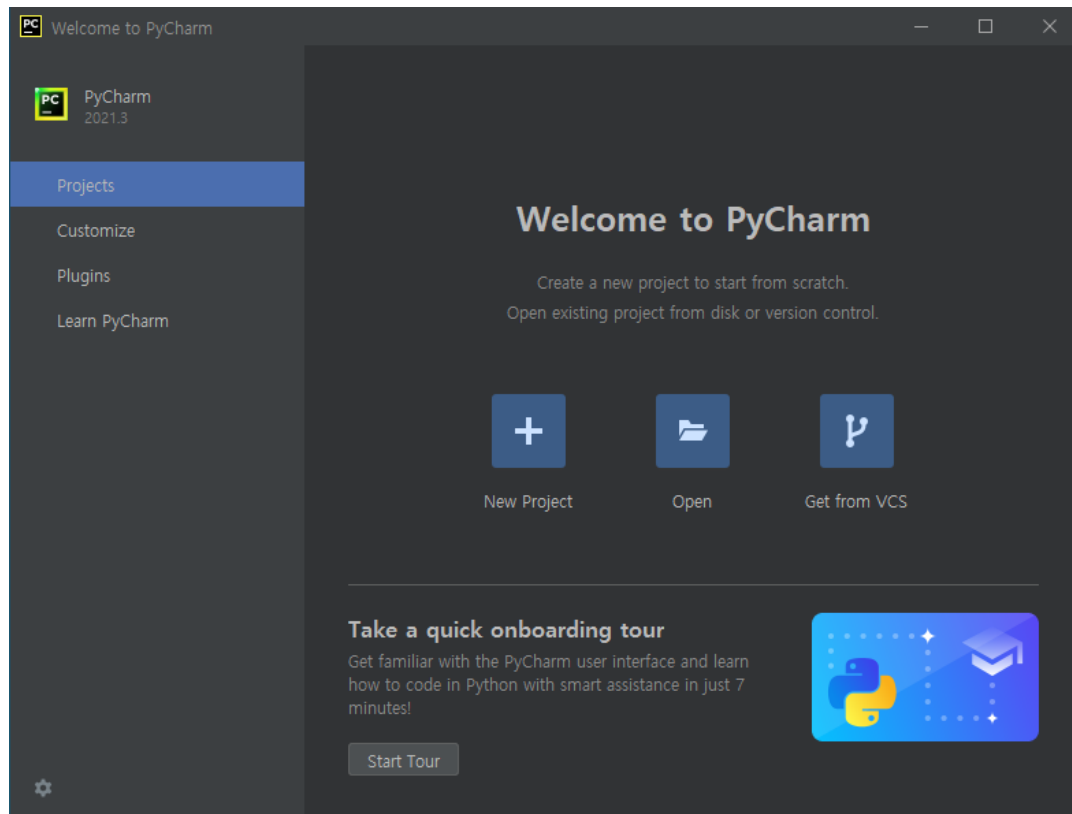 PC Welcome to PyCharm
PC PyCharm
2021.3
Projects
Customize
Plugins
Learn PyCharm
Welcome to PyCharm
Create a new project to start from scratch.
Open existing project from disk or version control.
New Project Open Get from VCS
Take a quick onboarding tour
Get familiar with the PyCharm user interface and learn
how to code in Python with smart assistance in just 7
minutes!
Start Tour